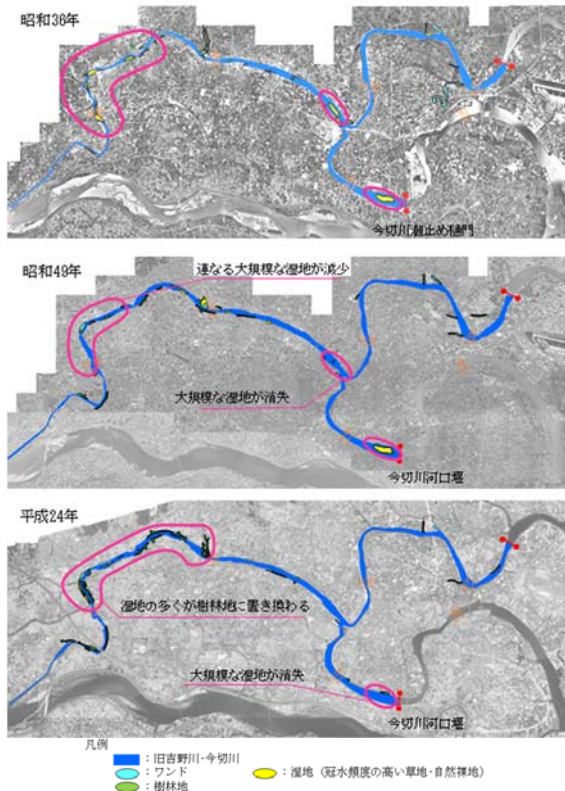 昭和36年
今切川潮止め樋門
昭和49年
連なる大規模な湿地が減少
大規模な湿地が消失
今切川河口堰
平成24年
湿地の多くが樹林地に置き換わる
大規模な湿地が消失
今切川河口堰
凡例
：旧吉野川・今切川
：ワンド
：湿地（冠水頻度の高い草地・自然裸地）
：樹林地